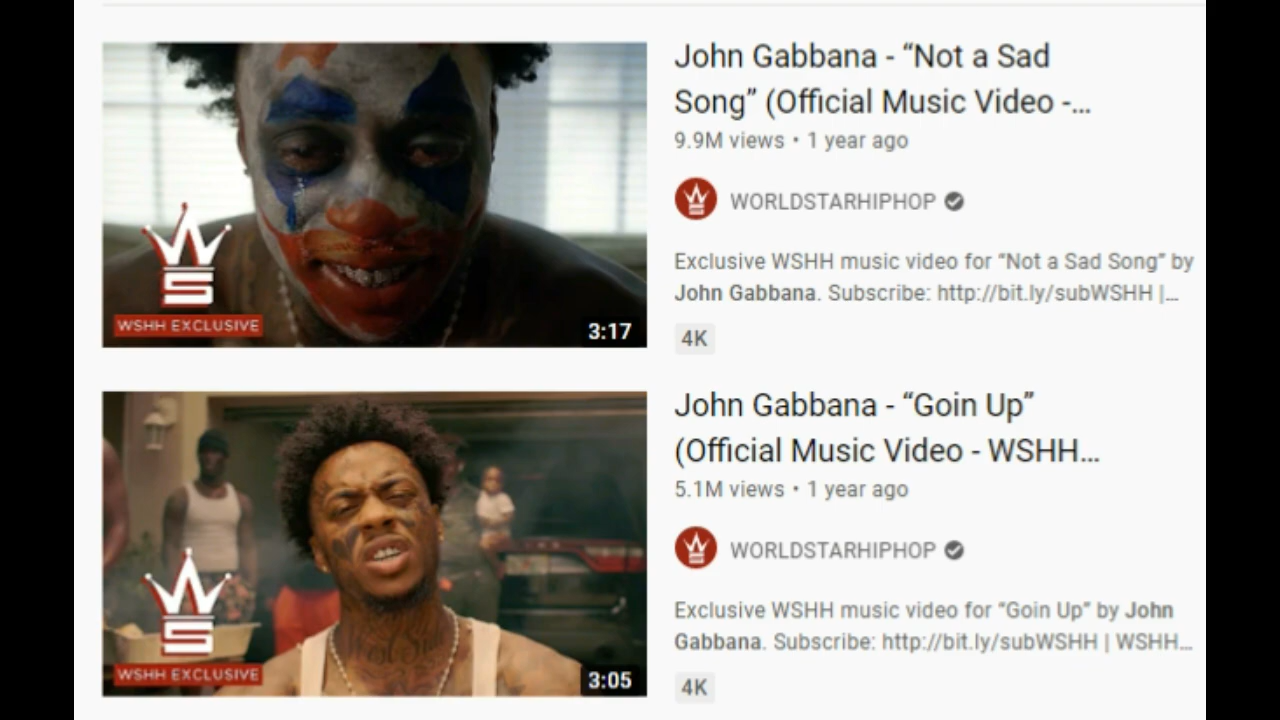 John Gabbana - “Not a Sad
Song” (Official Music Video -...
9.9M views • 1 year ago
WORLDSTARHIPHOP
Exclusive WSHH music video for “Not a Sad Song” by
John Gabbana. Subscribe: http://bit.ly/subWSHH |...
4K
WS
WSHH EXCLUSIVE
3:17
John Gabbana - “Goin Up”
(Official Music Video - WSHH...
5.1M views • 1 year ago
WORLDSTARHIPHOP
Exclusive WSHH music video for “Goin Up” by John
Gabbana. Subscribe: http://bit.ly/subWSHH | WSHH...
4K
WS
WSHH EXCLUSIVE
3:05